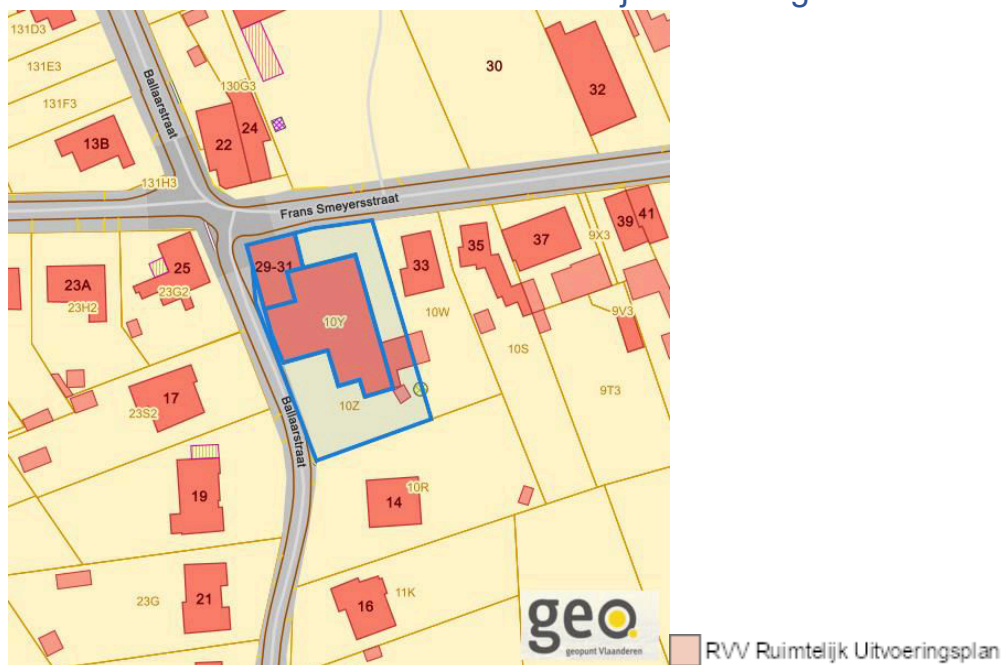 131D3
131E3
131F3
Ballaarstraat
130G3
30
32
13B
22
24
131H3
Frans Smeyersstraat
39
41
25
29-31
33
35
37
9X3
23A
23H2
23G2
10Y
10W
9V3
10S
17
23S2
10Z
9T3
Ballaarstraat
19
14
10R
23G
21
16
11K
geo
geopunt Vlaanderen
RVV Ruimtelijk Uitvoeringsplan